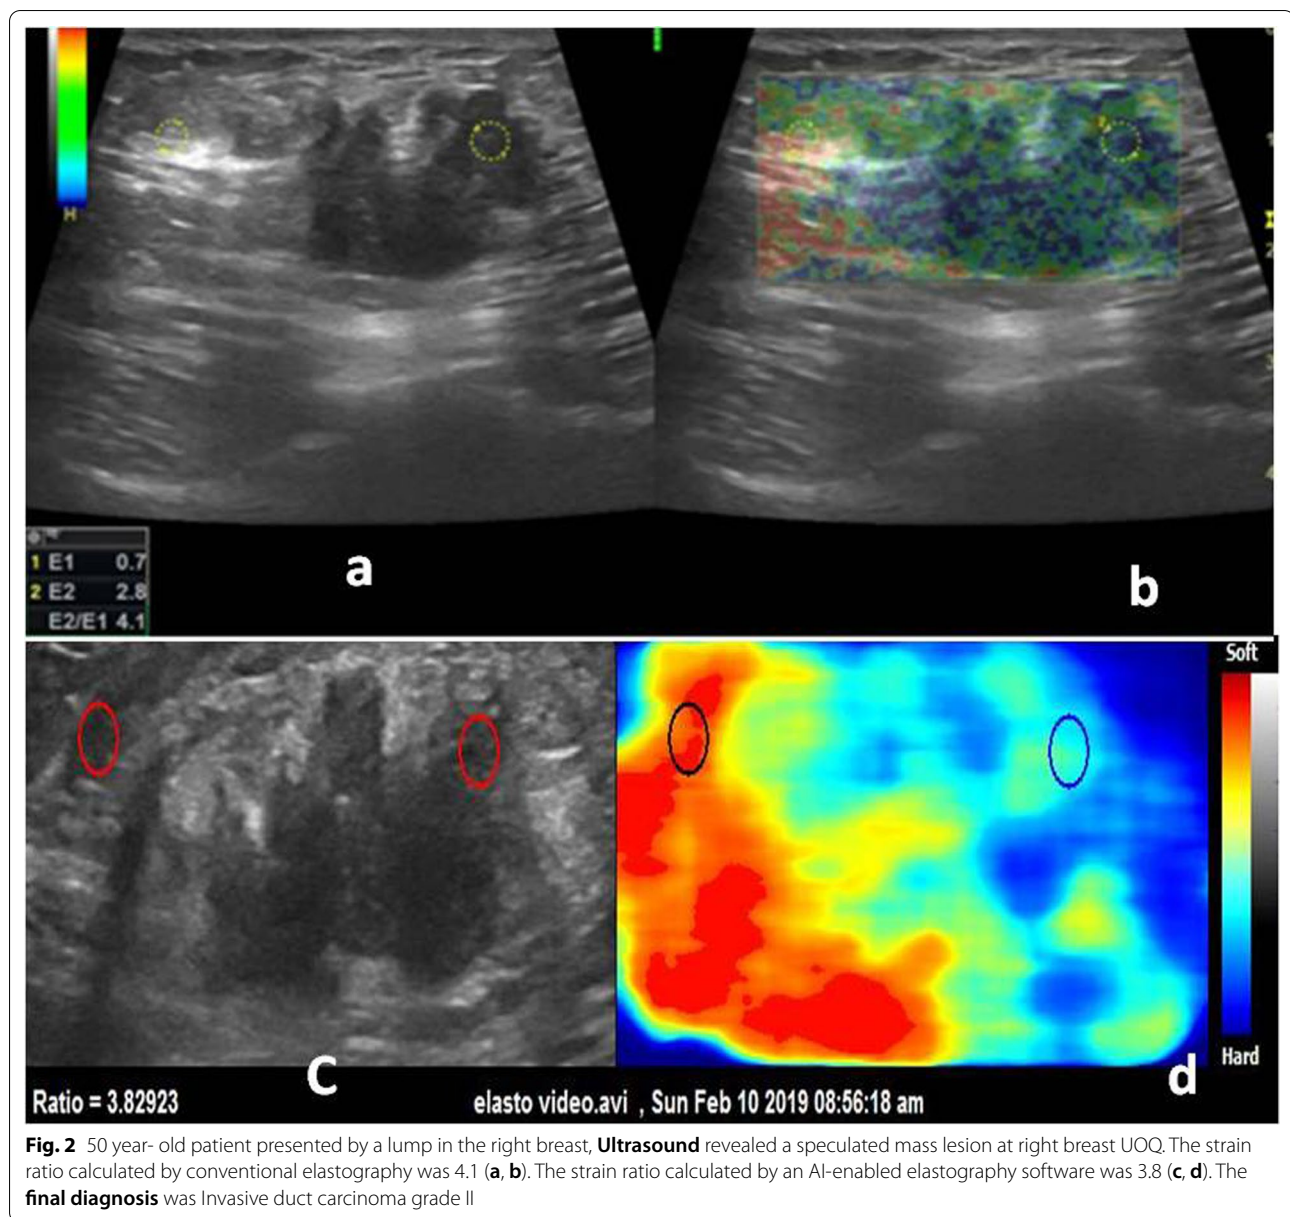 H
a
b
1 E1 0.7
2 E2 2.8
E2/E1 4.1
Soft
Hard
C
d
Ratio = 3.82923
elasto video.avi , Sun Feb 10 2019 08:56:18 am
Fig. 2 50 year- old patient presented by a lump in the right breast, Ultrasound revealed a speculated mass lesion at right breast UOQ. The strain
ratio calculated by conventional elastography was 4.1 (a, b). The strain ratio calculated by an AI-enabled elastography software was 3.8 (c, d). The
final diagnosis was Invasive duct carcinoma grade II